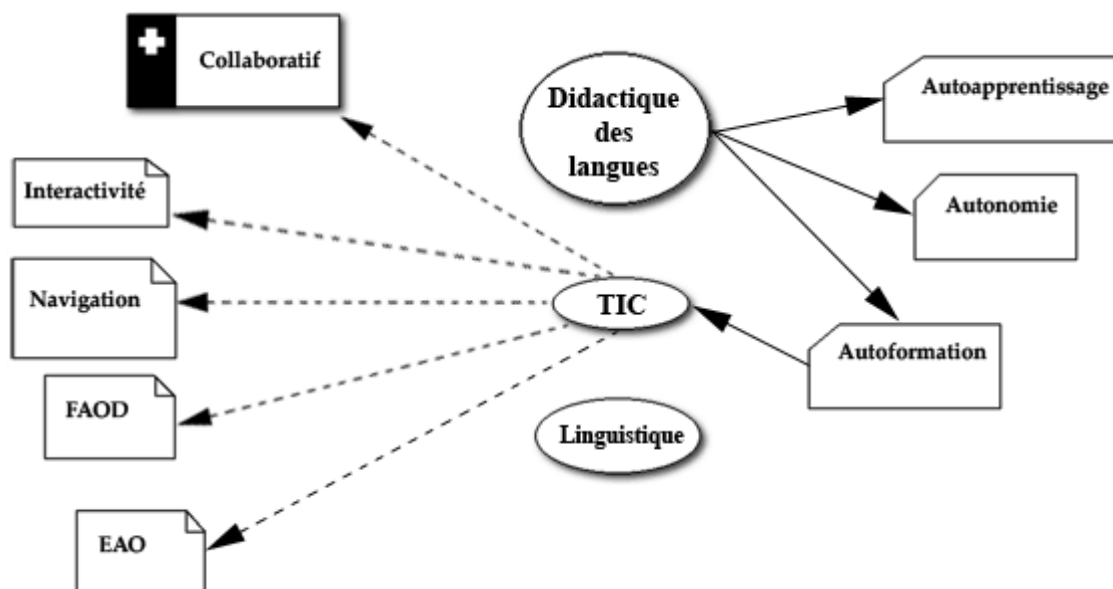 Collaboratif
Didactique
des
langues
Autoapprentissage
Interactivité
Autonomie
Navigation
TIC
Autoformation
FAOD
Linguistique
EAO